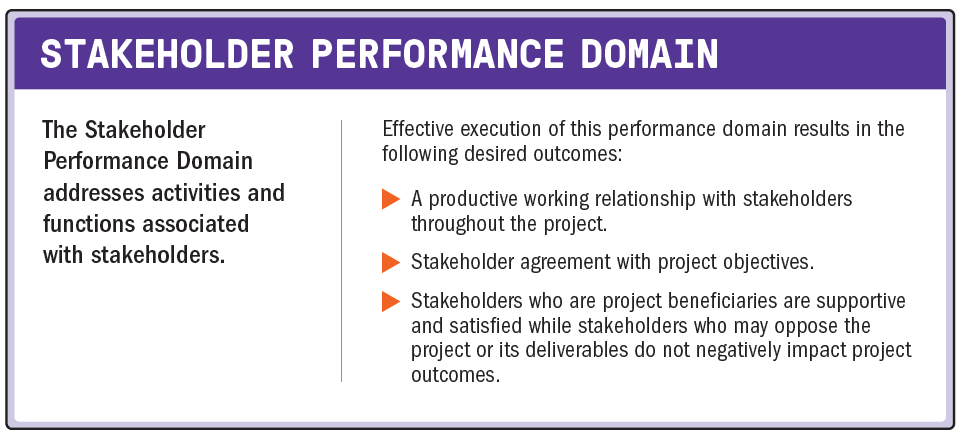 STAKEHOLDER PERFORMANCE DOMAIN
The Stakeholder
Performance Domain
addresses activities and
functions associated
with stakeholders.
Effective execution of this performance domain results in the
following desired outcomes:
A productive working relationship with stakeholders
throughout the project.
Stakeholder agreement with project objectives.
Stakeholders who are project beneficiaries are supportive
and satisfied while stakeholders who may oppose the
project or its deliverables do not negatively impact project
outcomes.